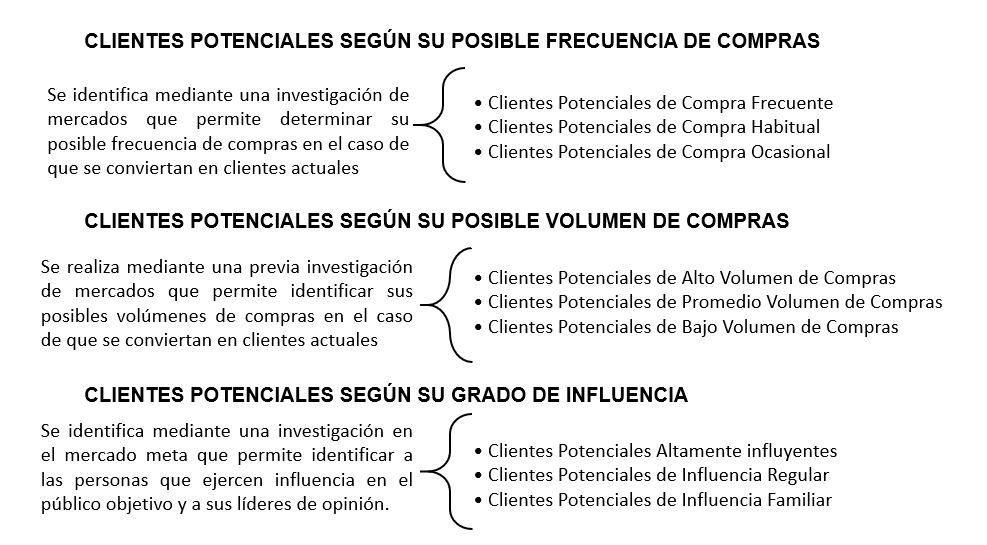 CLIENTES POTENCIALES SEGÚN SU POSIBLE FRECUENCIA DE COMPRAS
Se identifica mediante una investigación de
mercados que permite determinar su
posible frecuencia de compras en el caso de
que se conviertan en clientes actuales
• Clientes Potenciales de Compra Frecuente
• Clientes Potenciales de Compra Habitual
• Clientes Potenciales de Compra Ocasional
CLIENTES POTENCIALES SEGÚN SU POSIBLE VOLUMEN DE COMPRAS
Se realiza mediante una previa investigación
de mercados que permite identificar sus
posibles volúmenes de compras en el caso
de que se conviertan en clientes actuales
• Clientes Potenciales de Alto Volumen de Compras
• Clientes Potenciales de Promedio Volumen de Compras
• Clientes Potenciales de Bajo Volumen de Compras
CLIENTES POTENCIALES SEGÚN SU GRADO DE INFLUENCIA
Se identifica mediante una investigación en
el mercado meta que permite identificar a
las personas que ejercen influencia en el
público objetivo y a sus líderes de opinión.
• Clientes Potenciales Altamente influyentes
• Clientes Potenciales de Influencia Regular
• Clientes Potenciales de Influencia Familiar